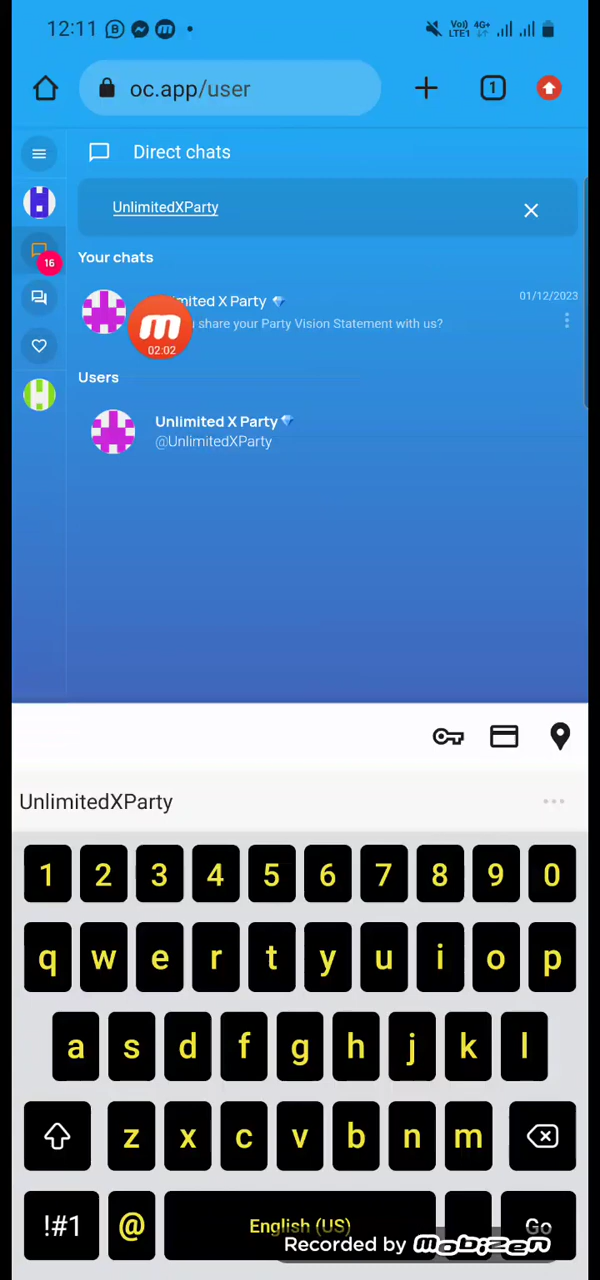 12:11
Vo) 4G+
LTE1
oc.app/user
1
Direct chats
UnlimitedXParty
16
Your chats
imited X Party
01/12/2023
share your Party Vision Statement with us?
02:02
Users
Unlimited X Party
@UnlimitedXParty
UnlimitedXParty
1 2 3 4 5 6 7 8 9 0
q w e r t y u i o p
a s d f g h j k l
z x c v b n m
!#1 @ English (US) Go
Recorded by mobizen